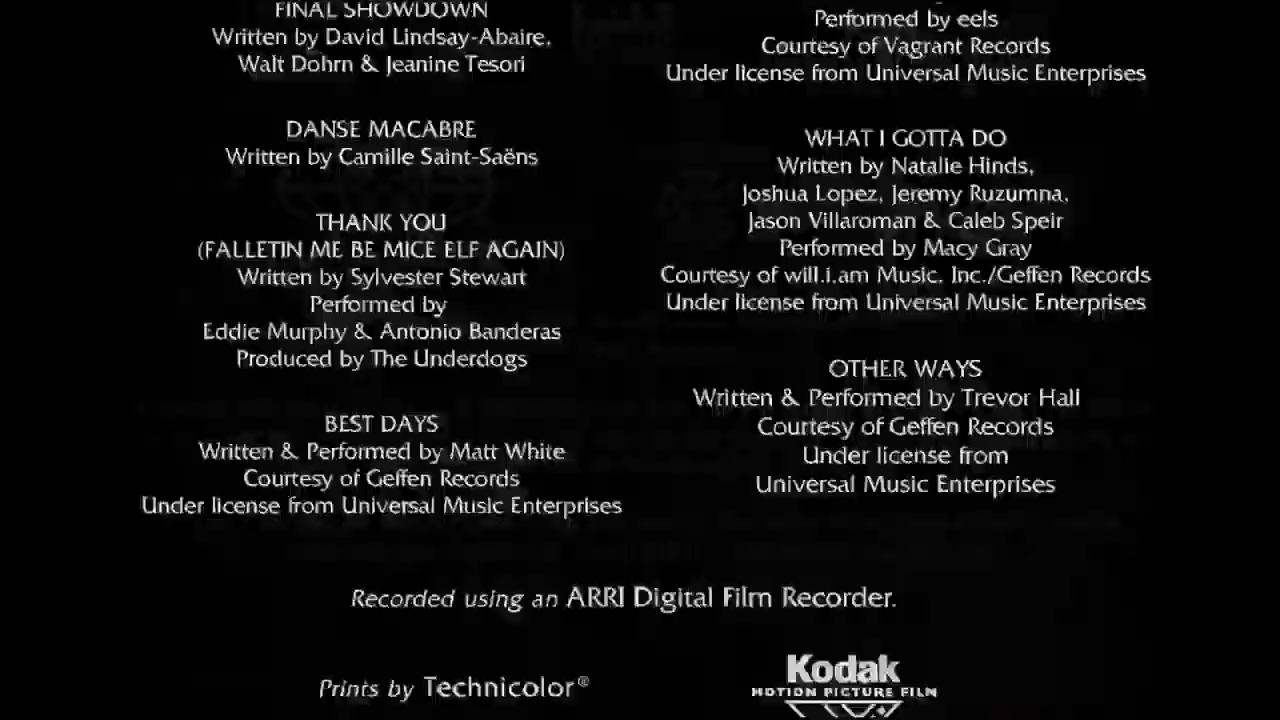 FINAL SHOWDOWN
Written by David Lindsay-Abaire,
Walt Dohrn & Jeanine Tesori
DANSE MACABRE
Written by Camille Saint-Saëns
THANK YOU
(FALLETIN ME BE MICE ELF AGAIN)
Written by Sylvester Stewart
Performed by
Eddie Murphy & Antonio Banderas
Produced by The Underdogs
BEST DAYS
Written & Performed by Matt White
Courtesy of Geffen Records
Under license from Universal Music Enterprises
Performed by eels
Courtesy of Vagrant Records
Under license from Universal Music Enterprises
WHAT I GOTTA DO
Written by Natalie Hinds,
Joshua Lopez, Jeremy Ruzumna,
Jason Villaroman & Caleb Speir
Performed by Macy Gray
Courtesy of will.i.am Music, Inc./Geffen Records
Under license from Universal Music Enterprises
OTHER WAYS
Written & Performed by Trevor Hall
Courtesy of Geffen Records
Under license from
Universal Music Enterprises
Recorded using an ARRI Digital Film Recorder.
Prints by Technicolor®
Kodak
MOTION PICTURE FILM